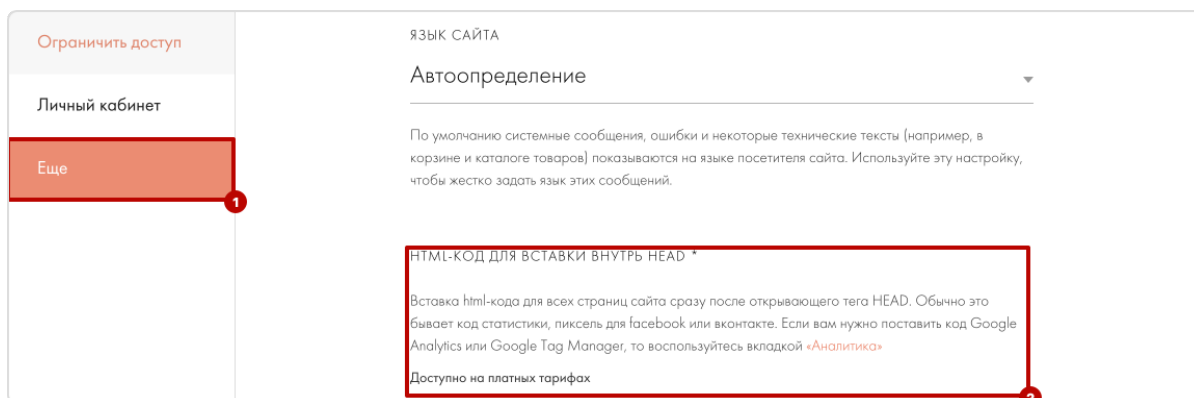 Ограничить доступ
Личный кабинет
Еще
1
ЯЗЫК САЙТА
Автоопределение
По умолчанию системные сообщения, ошибки и некоторые технические тексты (например, в
корзине и каталоге товаров) показываются на языке посетителя сайта. Используйте эту настройку,
чтобы жестко задать язык этих сообщений.
HTML-КОД ДЛЯ ВСТАВКИ ВНУТРЬ HEAD *
Вставка html-кода для всех страниц сайта сразу после открывающего тега HEAD. Обычно это
бывает код статистики, пиксель для facebook или вконтакте. Если вам нужно поставить код Google
Analytics или Google Tag Manager, то воспользуйтесь вкладкой «Аналитика»
Доступно на платных тарифах